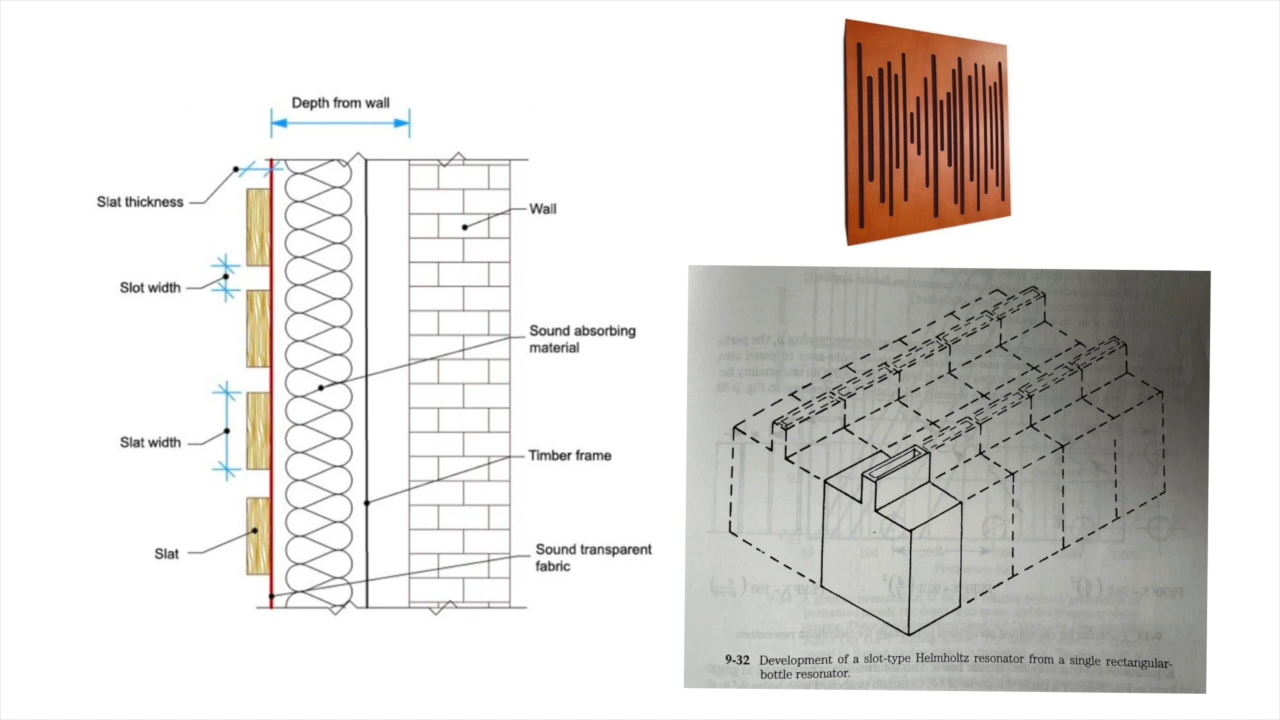 Depth from wall
Slat thickness
Wall
Slot width
Sound absorbing
material
Slat width
Timber frame
Slat
Sound transparent
fabric
9-32 Development of a slot-type Helmholtz resonator from a single rectangular-
bottle resonator.